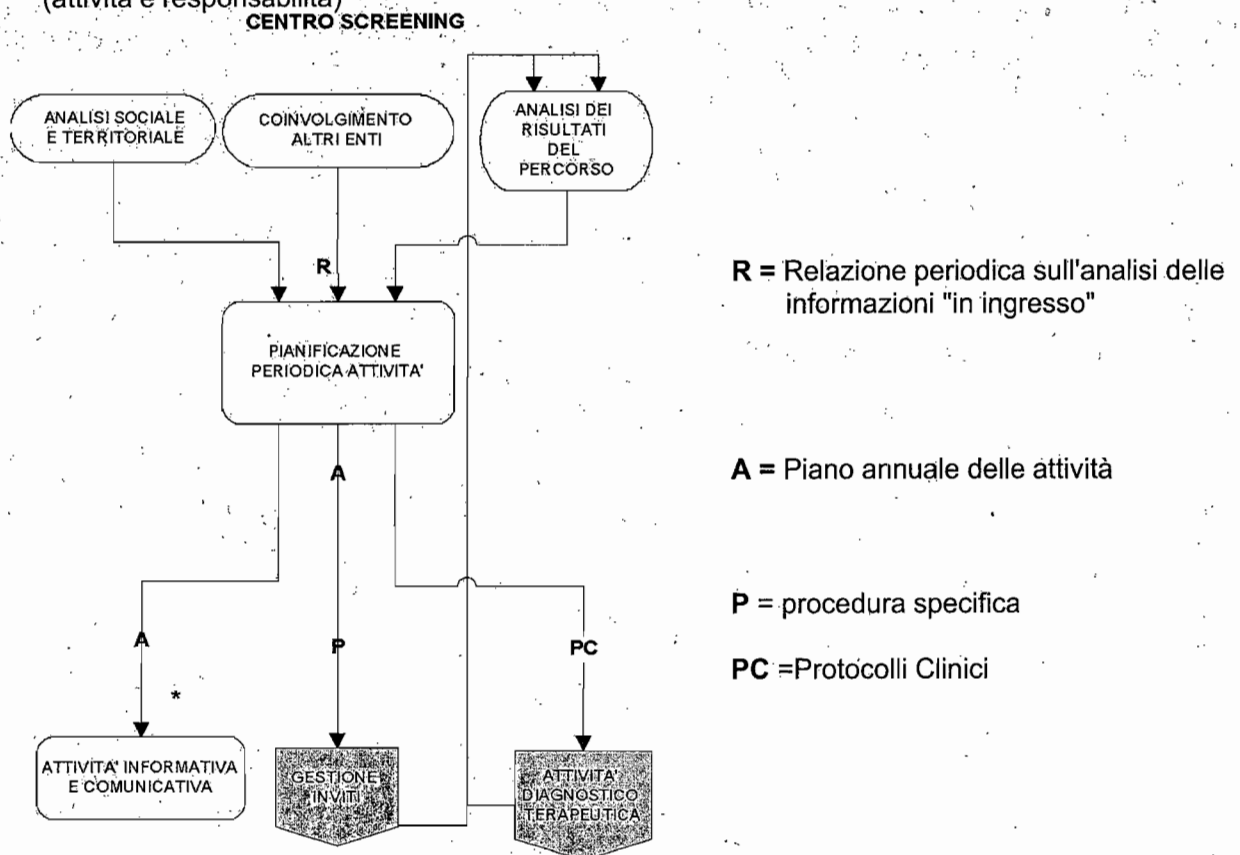 (attività e responsabilità)
CENTRO SCREENING
ANALISI SOCIALE
E TERRITORIALE
COINVOLGIMENTO
ALTRI ENTI
ANALISI DEI
RISULTATI
DEL
PERCORSO
R
R = Relazione periodica sull'analisi delle
informazioni "in ingresso"
PIANIFICAZIONE
PERIODICA ATTIVITA'
A
A = Piano annuale delle attività
P = procedura specifica
A
P
PC
PC =Protocolli Clinici
*
ATTIVITA' INFORMATIVA
E COMUNICATIVA
GESTIONE
INVITI
ATTIVITA'
DIAGNOSTICO
TERAPEUTICA